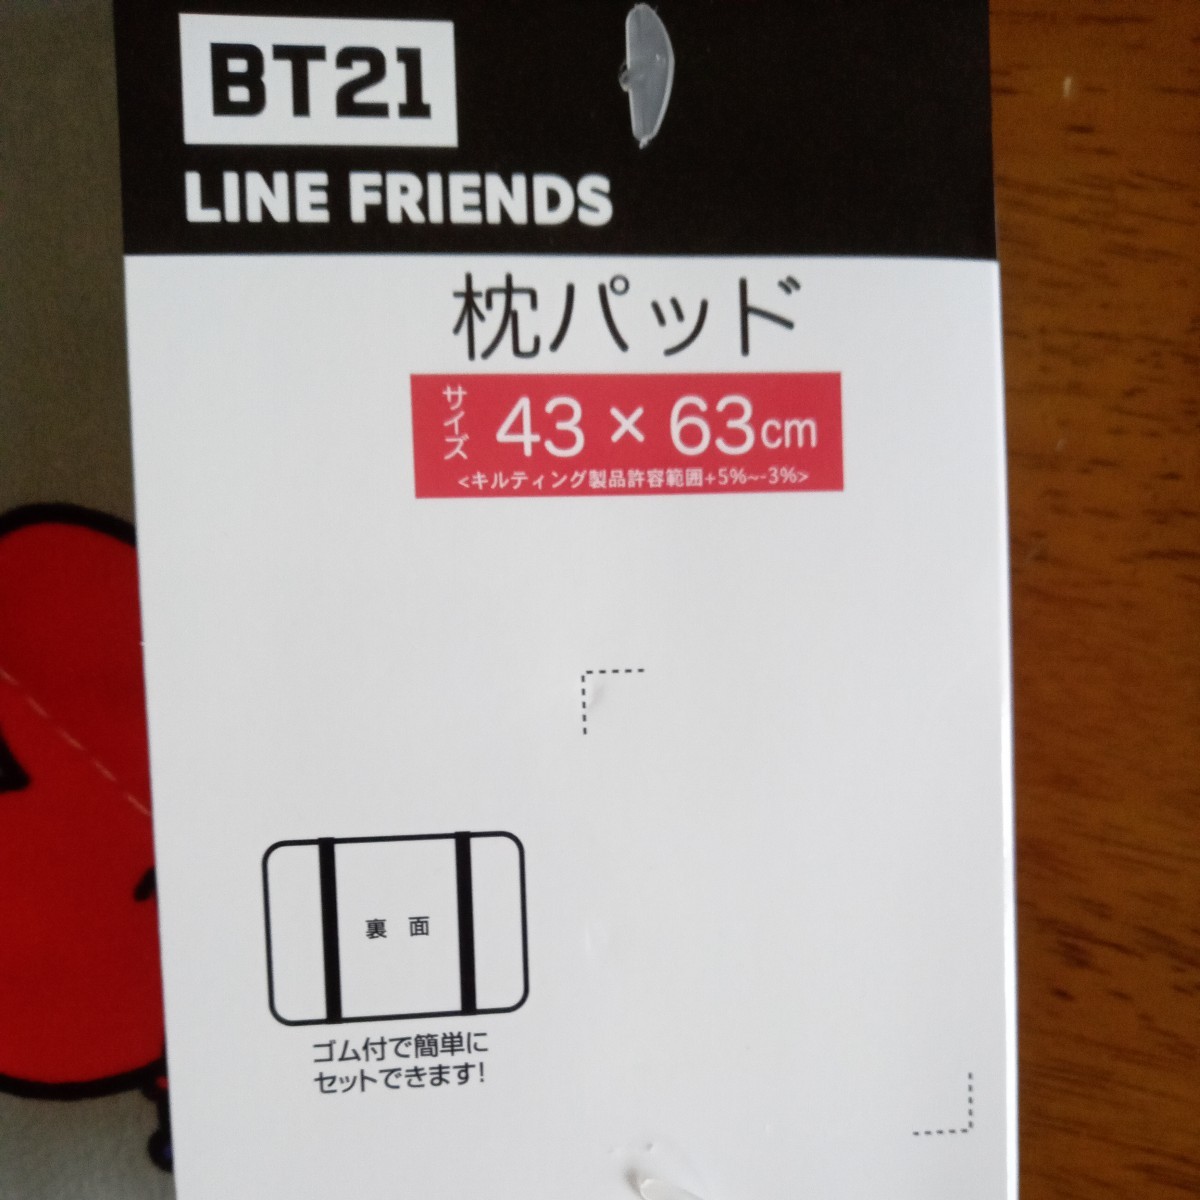 BT21
LINE FRIENDS
枕パッド
サイズ 43×63cm
<キルティング製品許容範囲+5%~-3%>
裏 面
ゴム付で簡単に
セットできます!